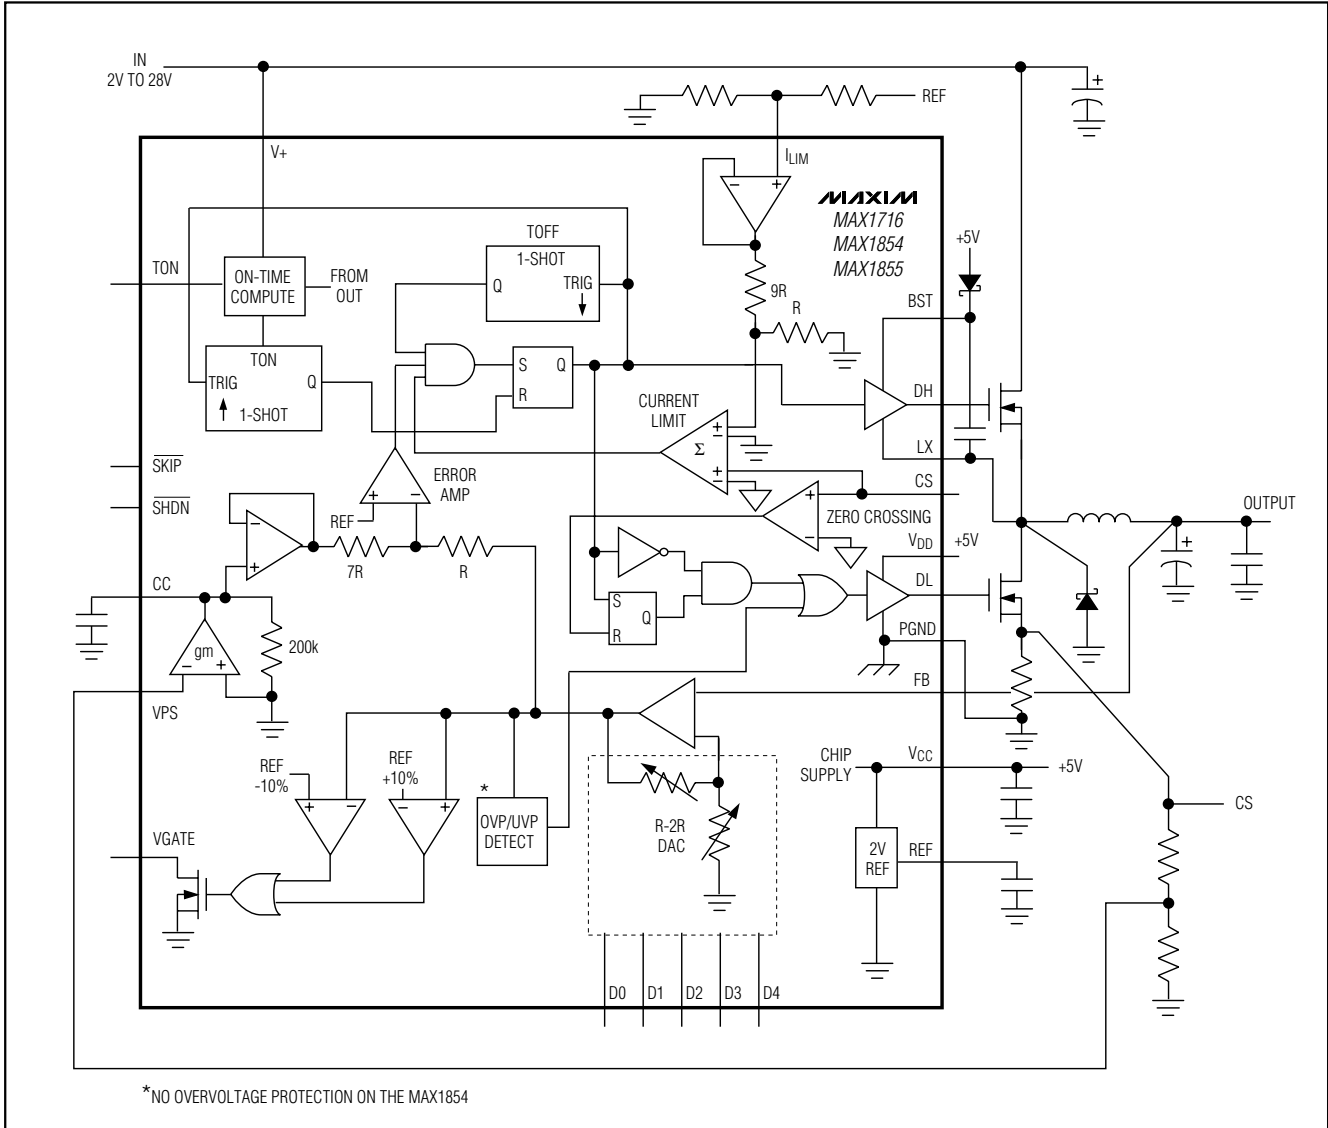 IN
2V TO 28V
+
REF
V+
ILIM
− +
MAXIM
MAX1716
MAX1854
MAX1855
TOFF
1-SHOT
Q TRIG
+5V
TON
ON-TIME
COMPUTE
FROM
OUT
9R
R
BST
TON
TRIG Q
1-SHOT
S Q
R
DH
CURRENT
LIMIT
+
−
Σ
+
−
LX
SKIP
ERROR
AMP
+ −
CS
SHDN
REF
+
ZERO CROSSING
−
OUTPUT
−
+
7R
R
VDD
+5V
+
CC
DL
S
Q
R
gm
− +
200k
PGND
VPS
FB
REF
-10%
REF
+10%
CHIP
SUPPLY
VCC
+5V
+ −
− +
*
OVP/UVP
DETECT
R-2R
DAC
CS
VGATE
2V
REF
REF
D0 D1 D2 D3 D4
*NO OVERVOLTAGE PROTECTION ON THE MAX1854